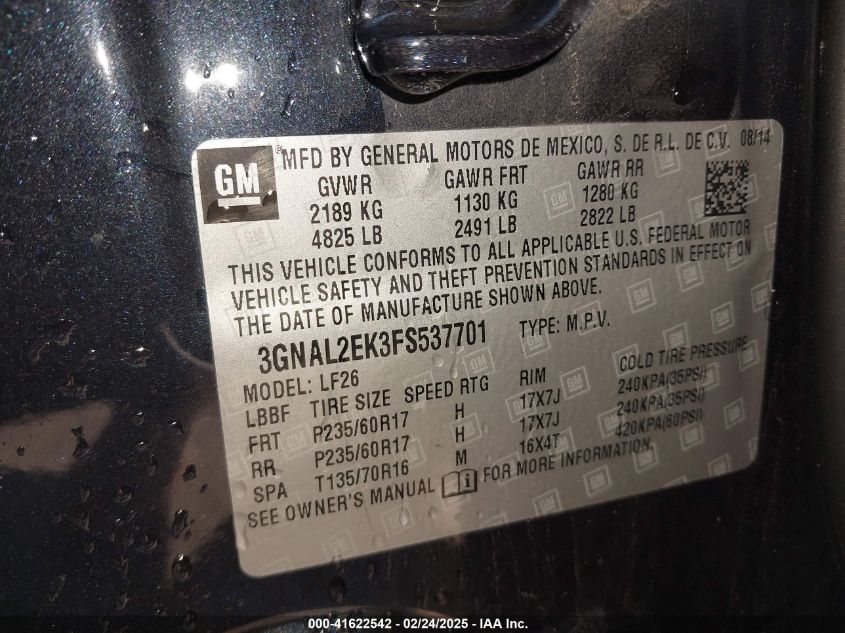 GM
MFD BY GENERAL MOTORS DE MEXICO, S. DE R.L. DE C.V. 08/14
GVWR GAWR FRT GAWR RR
2189 KG 1130 KG 1280 KG
4825 LB 2491 LB 2822 LB
THIS VEHICLE CONFORMS TO ALL APPLICABLE U.S. FEDERAL MOTOR
VEHICLE SAFETY AND THEFT PREVENTION STANDARDS IN EFFECT ON
THE DATE OF MANUFACTURE SHOWN ABOVE.
3GNAL2EK3FS537701 TYPE: M.P.V.
MODEL: LF26
LBBF TIRE SIZE SPEED RTG RIM COLD TIRE PRESSURE
FRT P235/60R17 H 17X7J 240KPA(35PSI)
RR P235/60R17 H 17X7J 240KPA(35PSI)
SPA T135/70R16 M 16X4T 420KPA(60PSI)
SEE OWNER'S MANUAL FOR MORE INFORMATION.
000-41622542 - 02/24/2025 - IAA Inc.